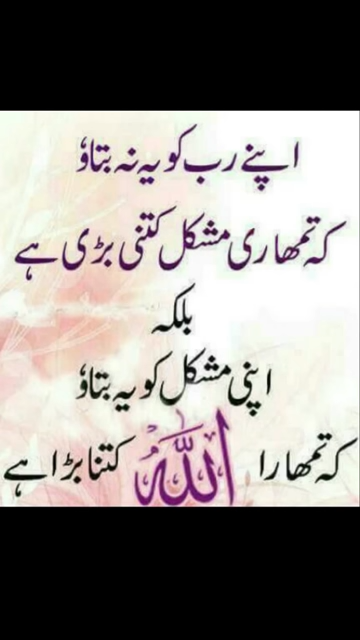 اپنے رب کو یہ نہ بتاؤ
کہ تمھاری مشکل کتنی بڑی ہے
بلکہ
اپنی مشکل کو یہ بتاؤ
کہ تمھارا اللہ کتنا بڑا ہے